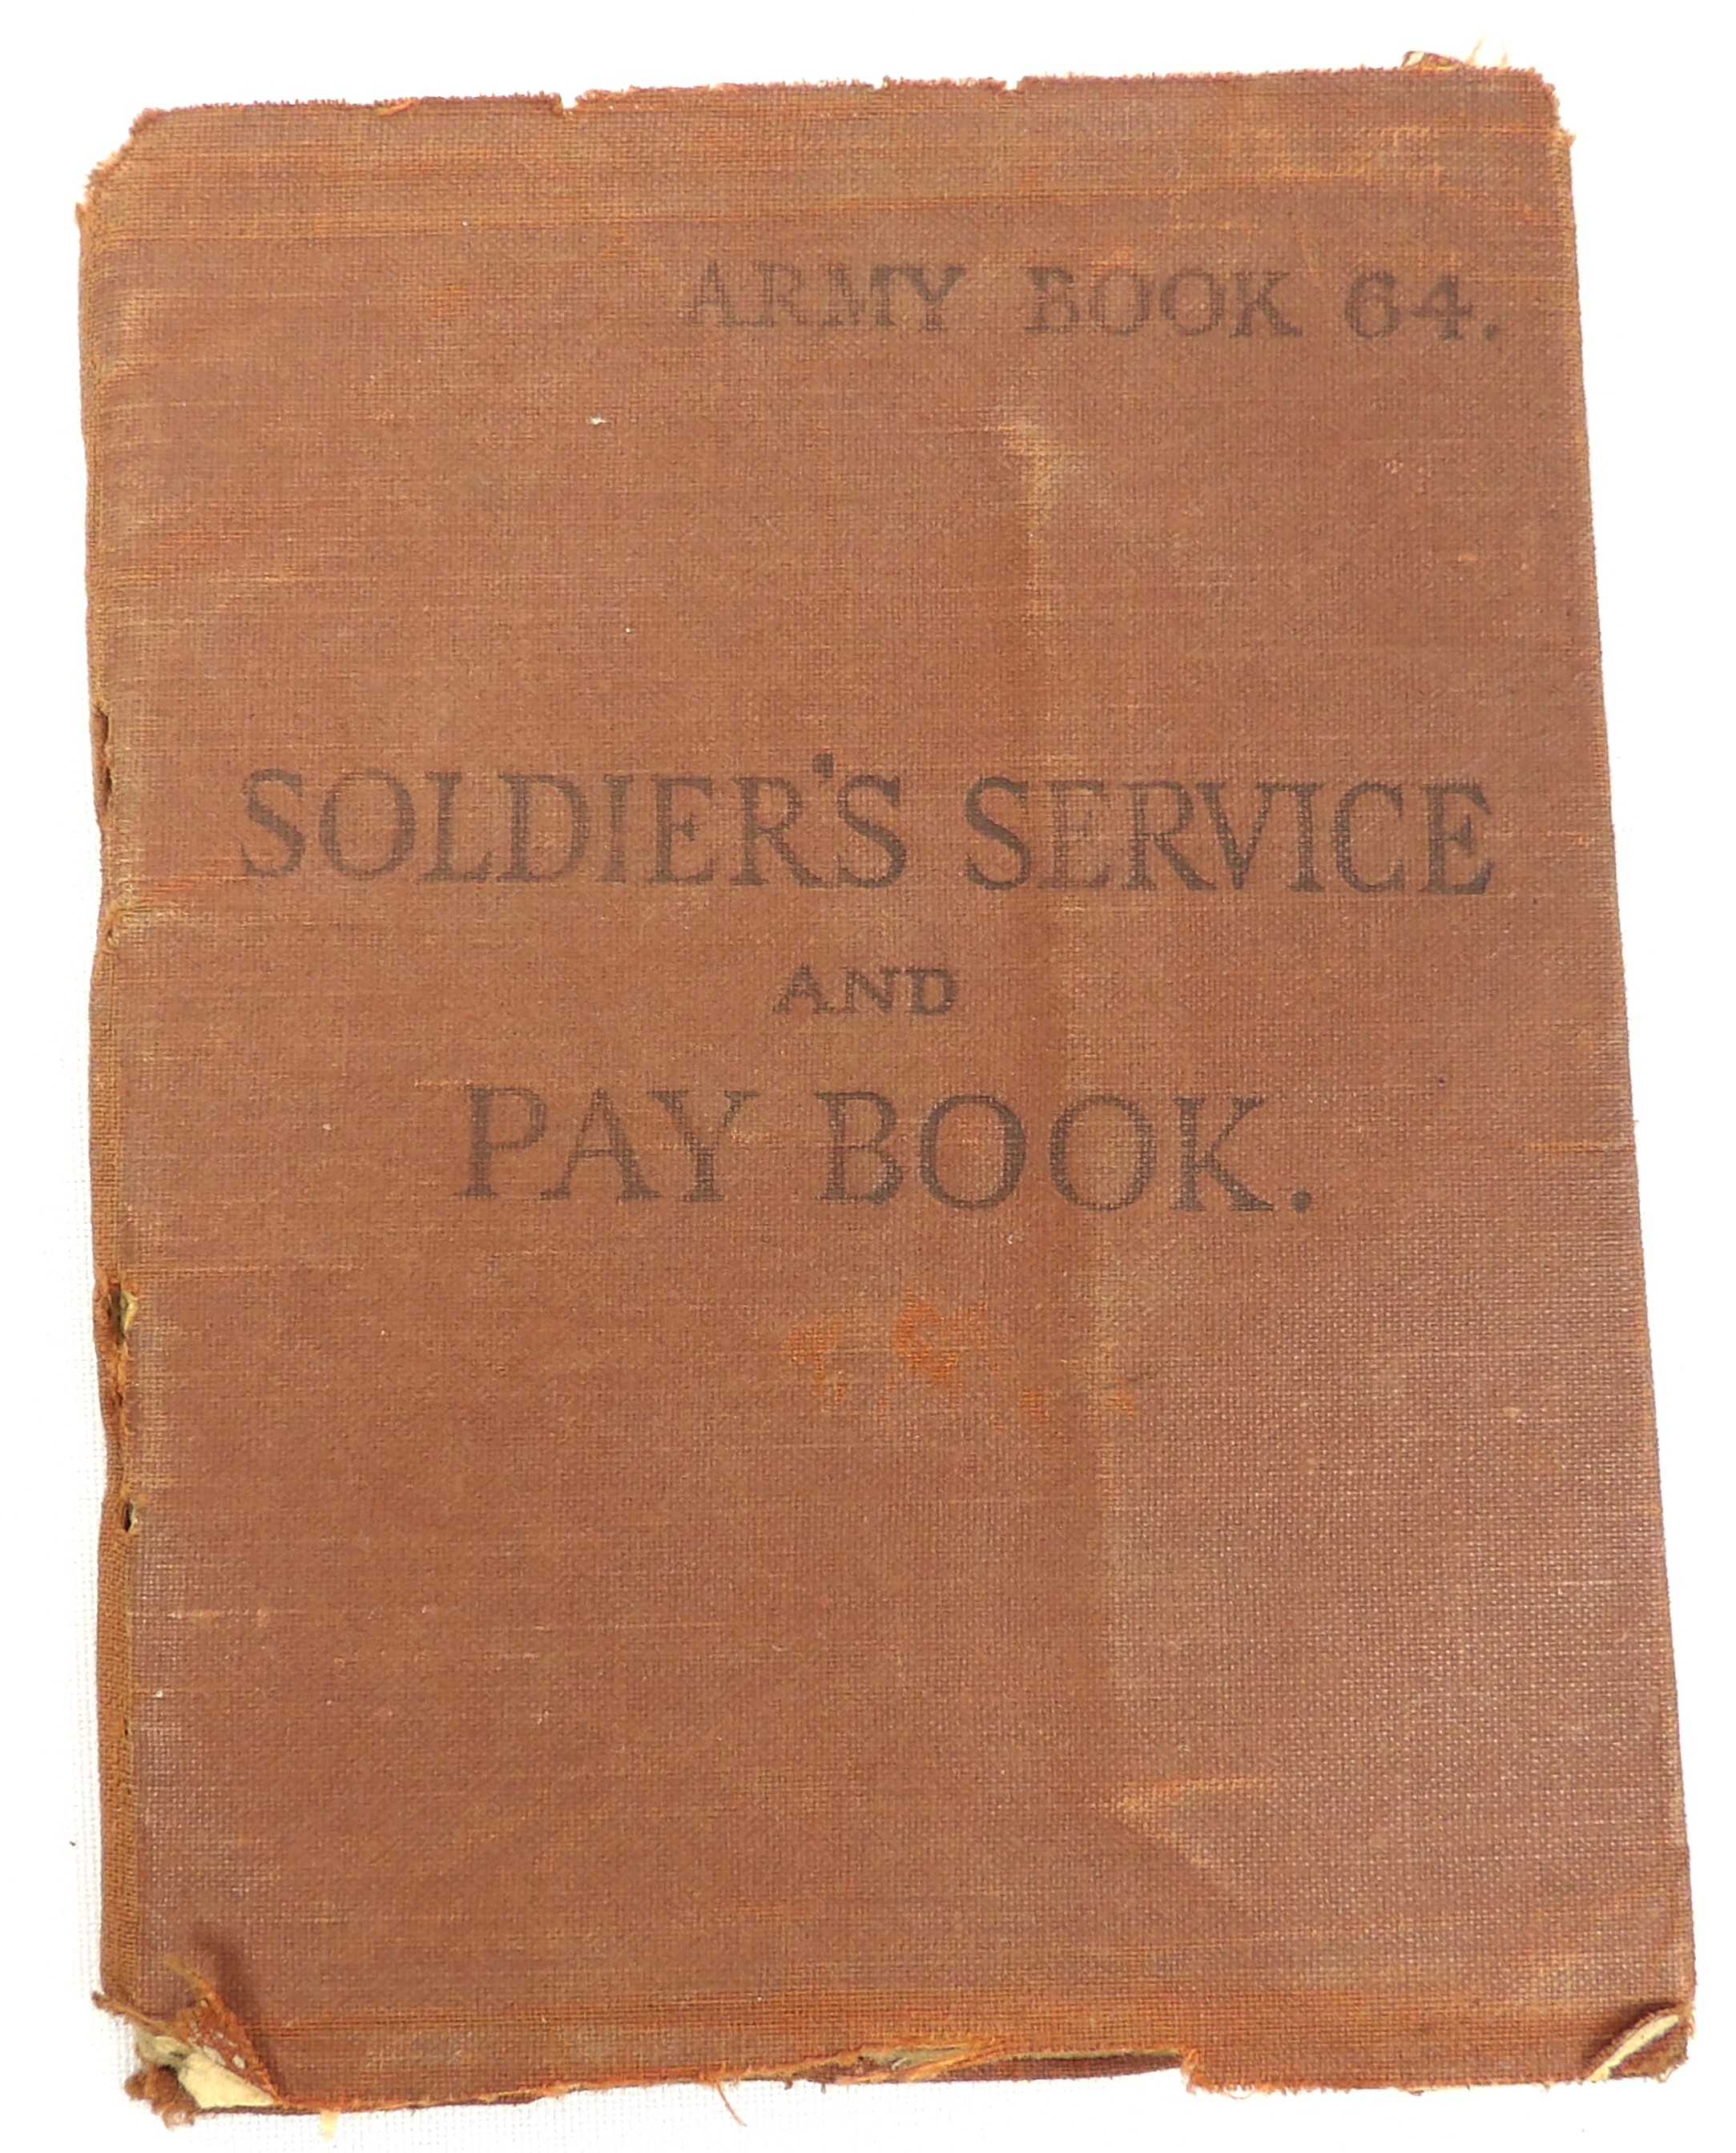 ARMY BOOK 64.
SOLDIER'S SERVICE
AND
PAY BOOK.